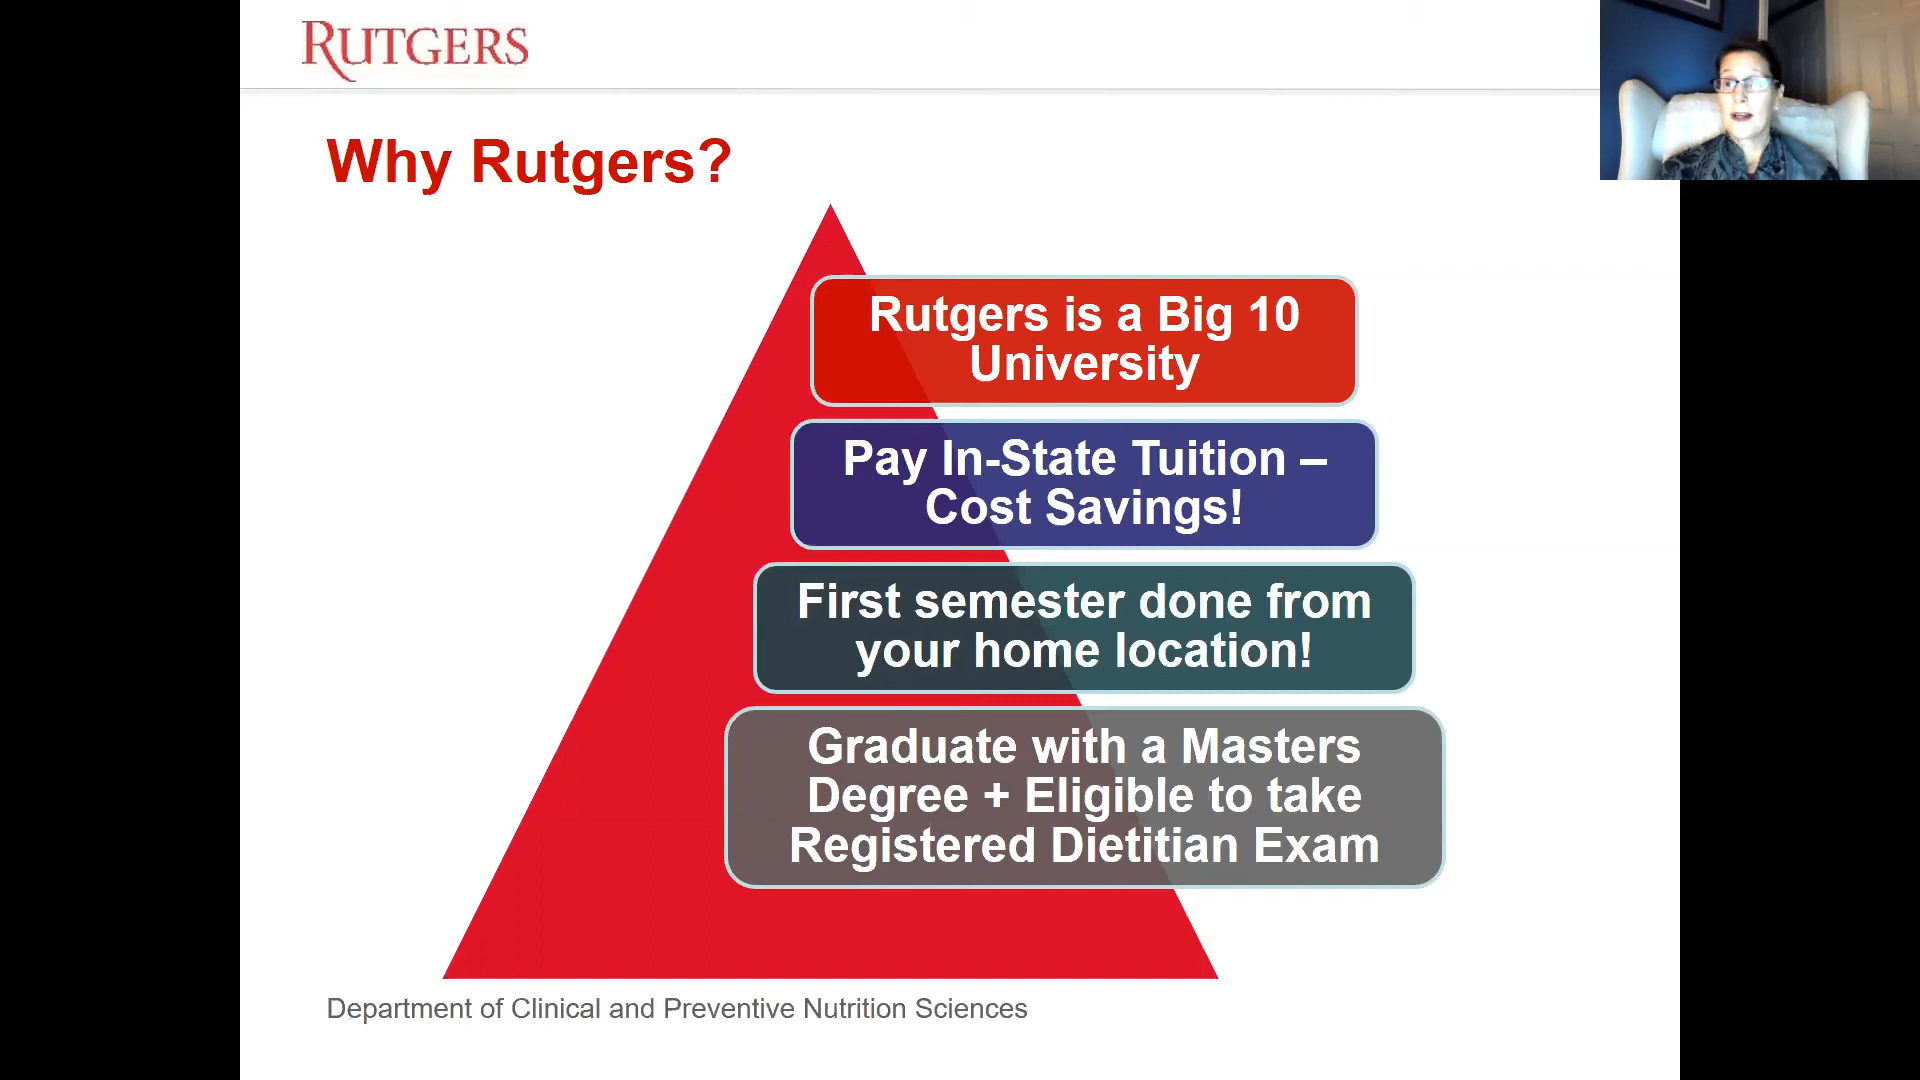 RUTGERS
Why Rutgers?
Rutgers is a Big 10
University
Pay In-State Tuition –
Cost Savings!
First semester done from
your home location!
Graduate with a Masters
Degree + Eligible to take
Registered Dietitian Exam
Department of Clinical and Preventive Nutrition Sciences